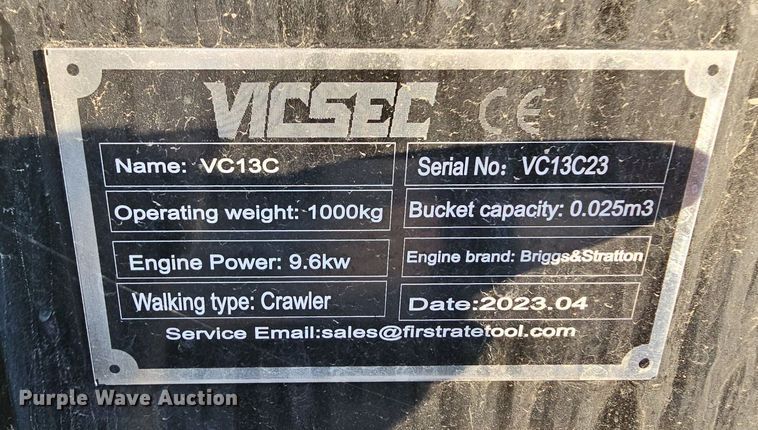 VICSEC CE
Name: VC13C
Serial No: VC13C23
Operating weight: 1000kg
Bucket capacity: 0.025m3
Engine Power: 9.6kw
Engine brand: Briggs&Stratton
Walking type: Crawler
Date:2023.04
Service Email:sales@firstratetool.com
Purple Wave Auction